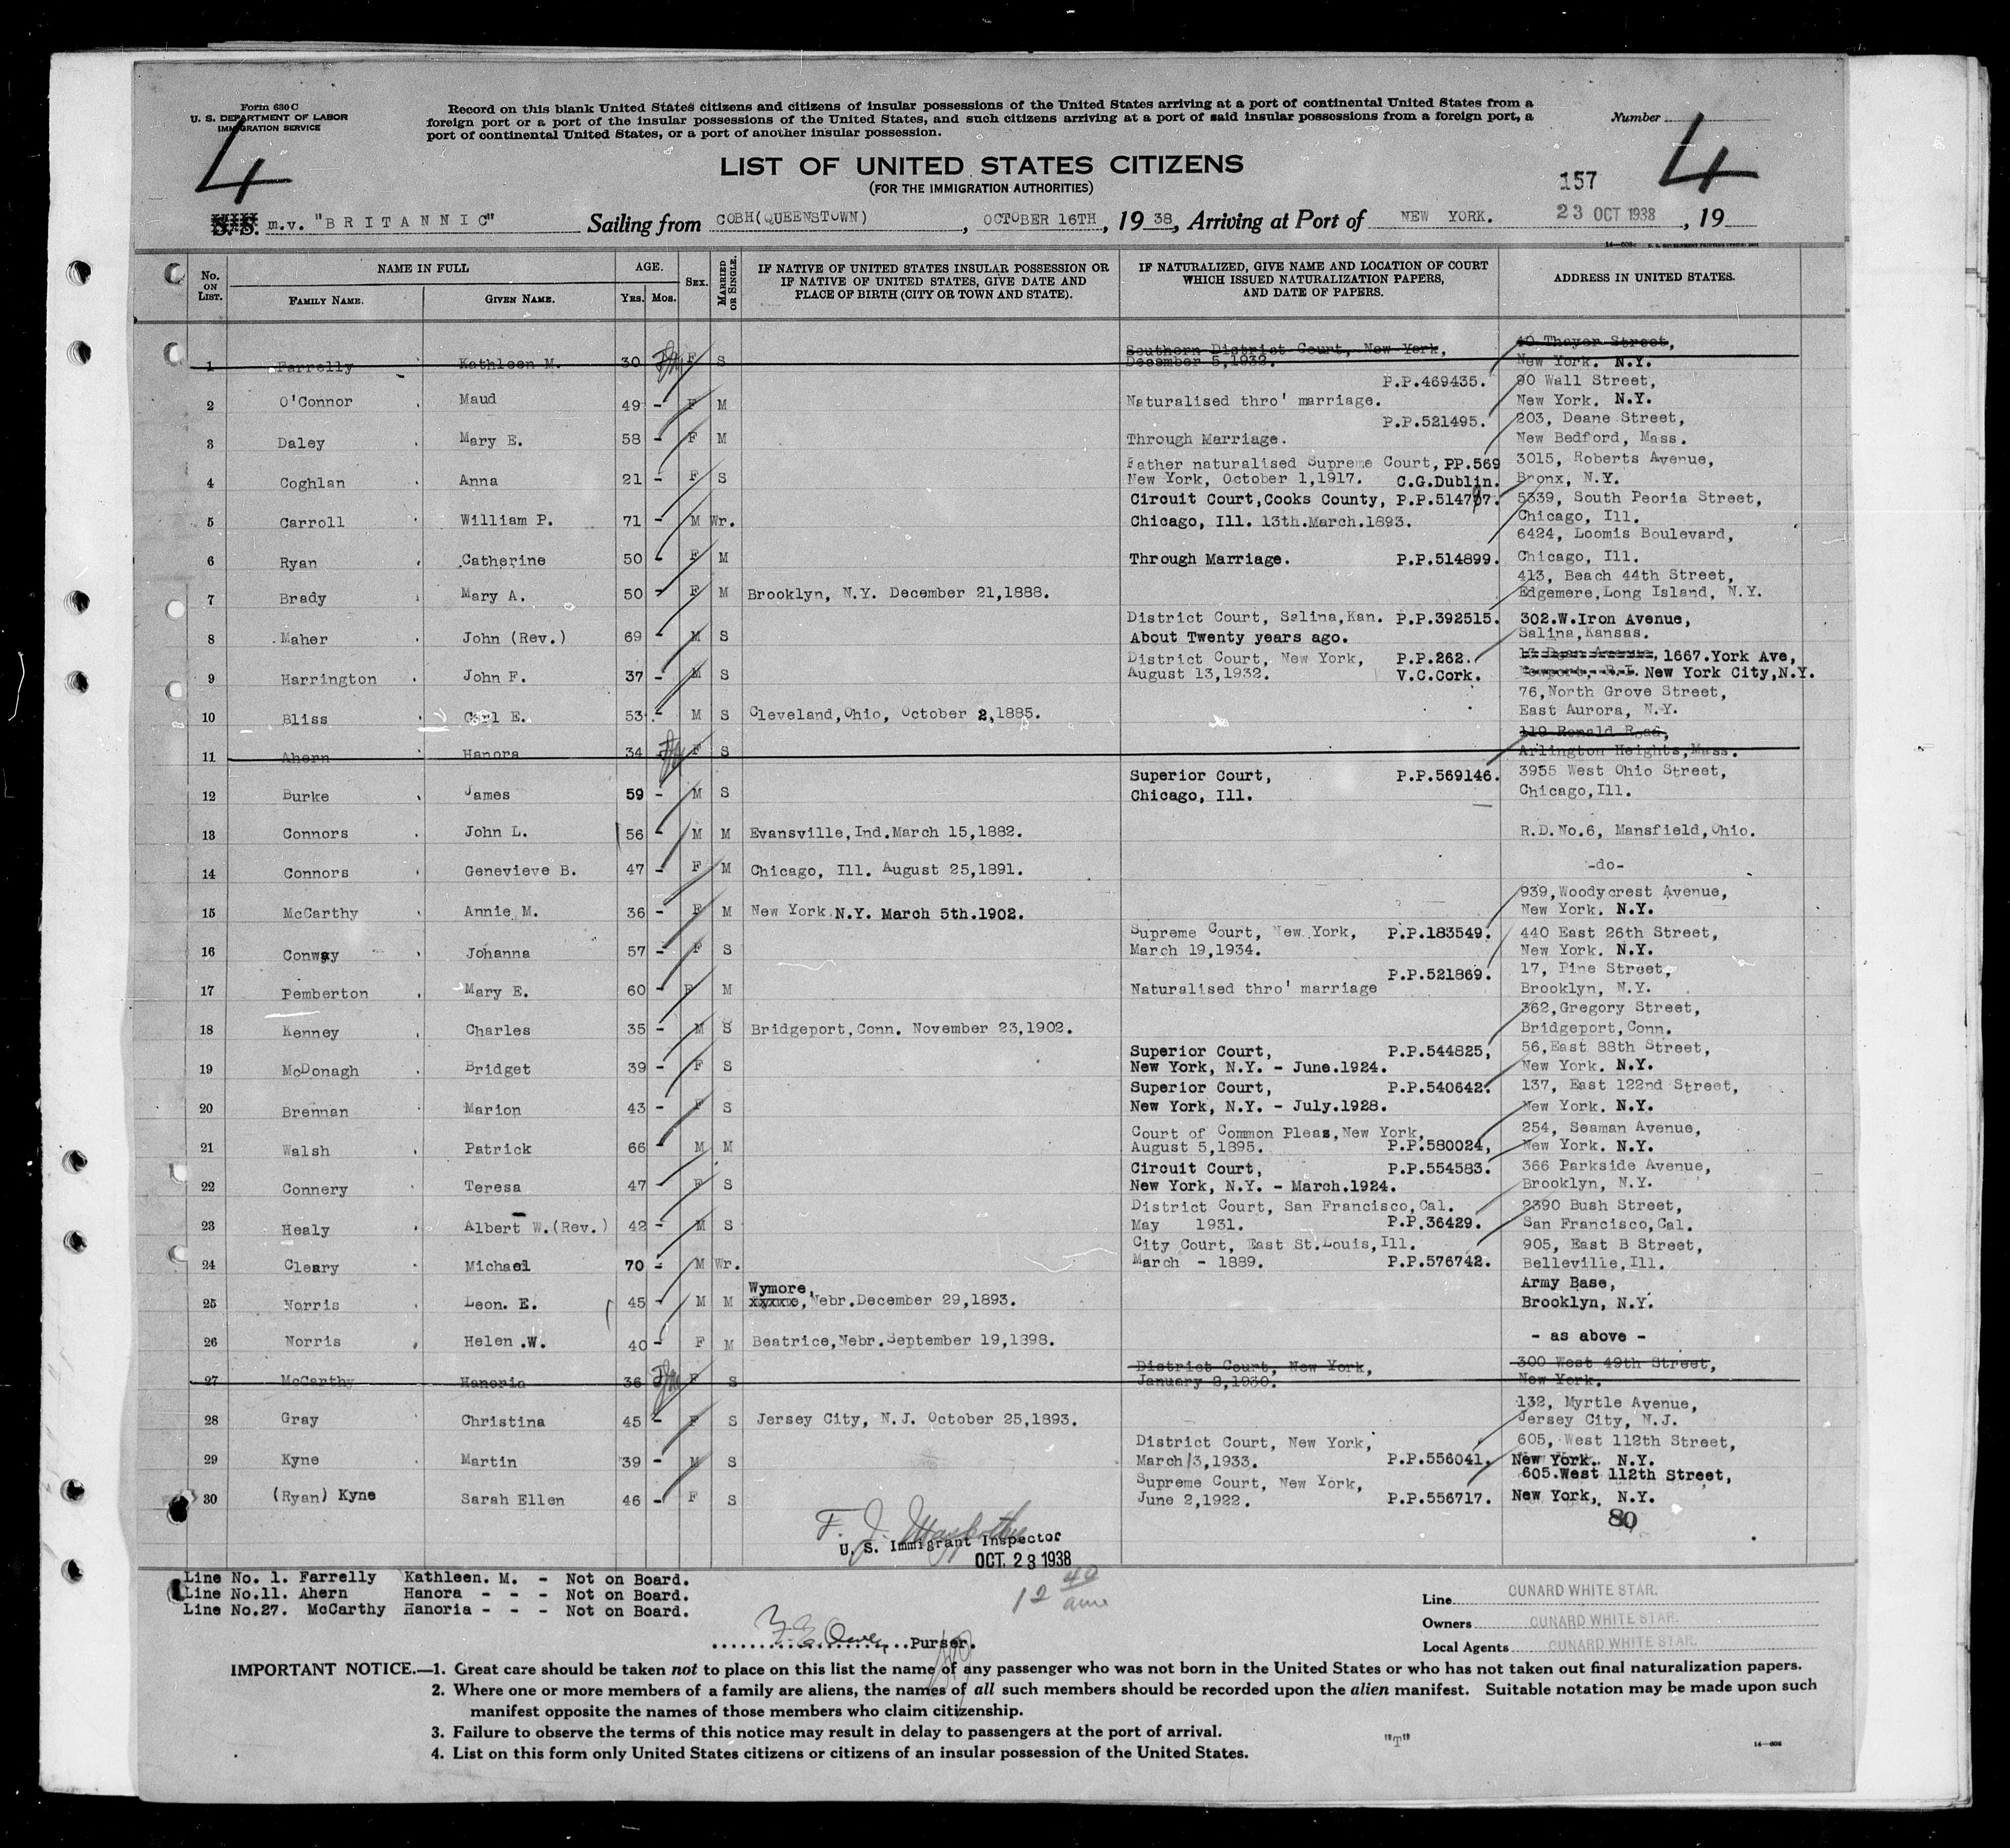 Form 630 C
U. S. DEPARTMENT OF LABOR
IMMIGRATION SERVICE
Record on this blank United States citizens and citizens of insular possessions of the United States arriving at a port of continental United States from a
foreign port or a port of the insular possessions of the United States, and such citizens arriving at a port of said insular possessions from a foreign port, a
port of continental United States, or a port of another insular possession.
Number
4 4
LIST OF UNITED STATES CITIZENS
(FOR THE IMMIGRATION AUTHORITIES)
157
S. S. m.v. "BRITANNIC" Sailing from COBH(QUEENSTOWN), OCTOBER 16TH, 1938, Arriving at Port of NEW YORK. 23 OCT 1938, 19
No. ON LIST. NAME IN FULL FAMILY NAME. GIVEN NAME. AGE. YRS. MOS. SEX. MARRIED OR SINGLE. IF NATIVE OF UNITED STATES INSULAR POSSESSION OR IF NATIVE OF UNITED STATES, GIVE DATE AND PLACE OF BIRTH (CITY OR TOWN AND STATE). IF NATURALIZED, GIVE NAME AND LOCATION OF COURT WHICH ISSUED NATURALIZATION PAPERS, AND DATE OF PAPERS. ADDRESS IN UNITED STATES.
1 Farrelly Kathleen M. 30 F S Southern District Court, New York, December 5,1932. 40 Thayer Street, New York. N.Y.
2 O'Connor Maud 49 - F M P.P.469435. Naturalised thro' marriage. 90 Wall Street, New York. N.Y.
3 Daley Mary E. 58 - F M P.P.521495. Through Marriage. 203, Deane Street, New Bedford, Mass.
4 Coghlan Anna 21 - F S Father naturalised Supreme Court, PP.569 New York, October 1,1917. C.G.Dublin. 3015, Roberts Avenue, Bronx, N.Y.
5 Carroll William P. 71 - M Wr. Circuit Court,Cooks County, P.P.514707. Chicago, Ill. 13th.March.1893. 5339, South Peoria Street, Chicago, Ill.
6 Ryan Catherine 50 - F M Through Marriage. P.P.514899. 6424, Loomis Boulevard, Chicago, Ill.
7 Brady Mary A. 50 - F M Brooklyn, N.Y. December 21,1888. 413, Beach 44th Street, Edgemere,Long Island, N.Y.
8 Maher John (Rev.) 69 - M S District Court, Salina,Kan. P.P.392515. About Twenty years ago. 302.W.Iron Avenue, Salina,Kansas.
9 Harrington John F. 37 - M S District Court, New York, P.P.262. August 13,1932. V.C.Cork. 1667.York Ave, Newport, R.I. New York City,N.Y.
10 Bliss Carl E. 53 - M S Cleveland,Ohio, October 2,1885. 76,North Grove Street, East Aurora, N.Y.
11 Ahern Hanora 34 F S 119 Ronald Road, Arlington Heights,Mass.
12 Burke James 59 - M S Superior Court, P.P.569146. Chicago, Ill. 3955 West Ohio Street, Chicago,Ill.
13 Connors John L. 56 - M M Evansville,Ind.March 15,1882. R.D.No.6, Mansfield,Ohio.
14 Connors Genevieve B. 47 - F M Chicago, Ill. August 25,1891. -do-
15 McCarthy Annie M. 36 - F M New York N.Y. March 5th.1902. 939,Woodycrest Avenue, New York. N.Y.
16 Conway Johanna 57 - F S Supreme Court, New York, P.P.183549. March 19,1934. 440 East 26th Street, New York. N.Y.
17 Pemberton Mary E. 60 - F M P.P.521869. Naturalised thro' marriage 17, Pine Street, Brooklyn, N.Y.
18 Kenney Charles 35 - M S Bridgeport,Conn. November 23,1902. 362,Gregory Street, Bridgeport,Conn.
19 McDonagh Bridget 39 - F S Superior Court, P.P.544825, New York, N.Y. - June.1924. 56,East 88th Street, New York. N.Y.
20 Brennan Marion 43 - F S Superior Court, P.P.540642. New York, N.Y. - July.1928. 137, East 122nd Street, New York. N.Y.
21 Walsh Patrick 66 - M M Court of Common Pleas,New York, August 5,1895. P.P.580024, 254, Seaman Avenue, New York. N.Y.
22 Connery Teresa 47 - F S Circuit Court, P.P.554583. New York, N.Y. - March.1924. 366 Parkside Avenue, Brooklyn, N.Y.
23 Healy Albert W.(Rev.) 42 - M S District Court, San Francisco, Cal. May 1931. P.P.36429. 2390 Bush Street, San Francisco,Cal.
24 Cleary Michael 70 - M Wr. City Court, East St.Louis,Ill. March - 1889. P.P.576742. 905, East B Street, Belleville,Ill.
25 Norris Leon. E. 45 - M M Wymore, Nebr.December 29,1893. Army Base, Brooklyn, N.Y.
26 Norris Helen .W. 40 - F M Beatrice,Nebr.September 19,1898. - as above -
27 McCarthy Hanoria 36 F S District Court, New York, January 8,1930. 300 West 49th Street, New York.
28 Gray Christina 45 - F S Jersey City, N.J. October 25,1893. 132, Myrtle Avenue, Jersey City, N.J.
29 Kyne Martin 39 - M S District Court, New York, March/3,1933. P.P.556041. 605, West 112th Street, New York. N.Y.
30 (Ryan) Kyne Sarah Ellen 46 - F S Supreme Court, New York, June 2,1922. P.P.556717. 605.West 112th Street, New York, N.Y.
80
F. J.
U. S. Immigrant Inspector
OCT. 23 1938
12 40 am
Line No. 1. Farrelly Kathleen. M. - Not on Board.
Line No.11. Ahern Hanora - - - Not on Board.
Line No.27. McCarthy Hanoria - - - Not on Board.
Purser.
Line CUNARD WHITE STAR.
Owners CUNARD WHITE STAR.
Local Agents CUNARD WHITE STAR.
IMPORTANT NOTICE.—1. Great care should be taken not to place on this list the name of any passenger who was not born in the United States or who has not taken out final naturalization papers.
2. Where one or more members of a family are aliens, the names of all such members should be recorded upon the alien manifest. Suitable notation may be made upon such
manifest opposite the names of those members who claim citizenship.
3. Failure to observe the terms of this notice may result in delay to passengers at the port of arrival.
4. List on this form only United States citizens or citizens of an insular possession of the United States.
"T"
14—608